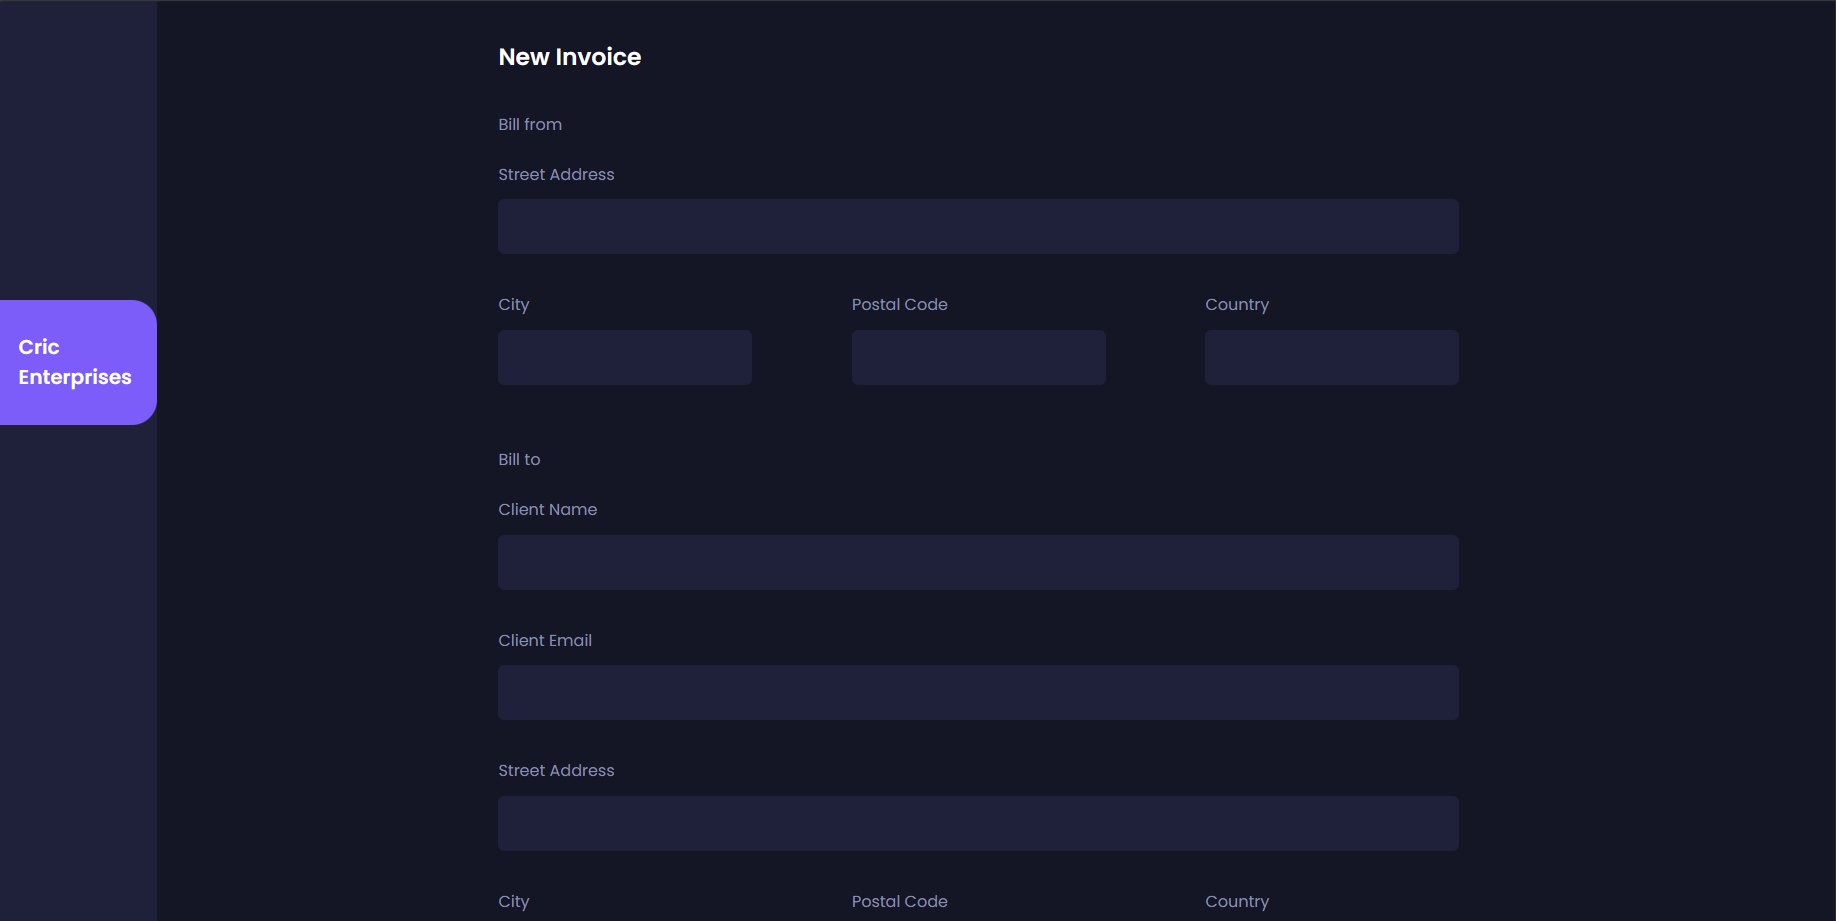 New Invoice
Bill from
Street Address
City Postal Code Country
Cric
Enterprises
Bill to
Client Name
Client Email
Street Address
City Postal Code Country